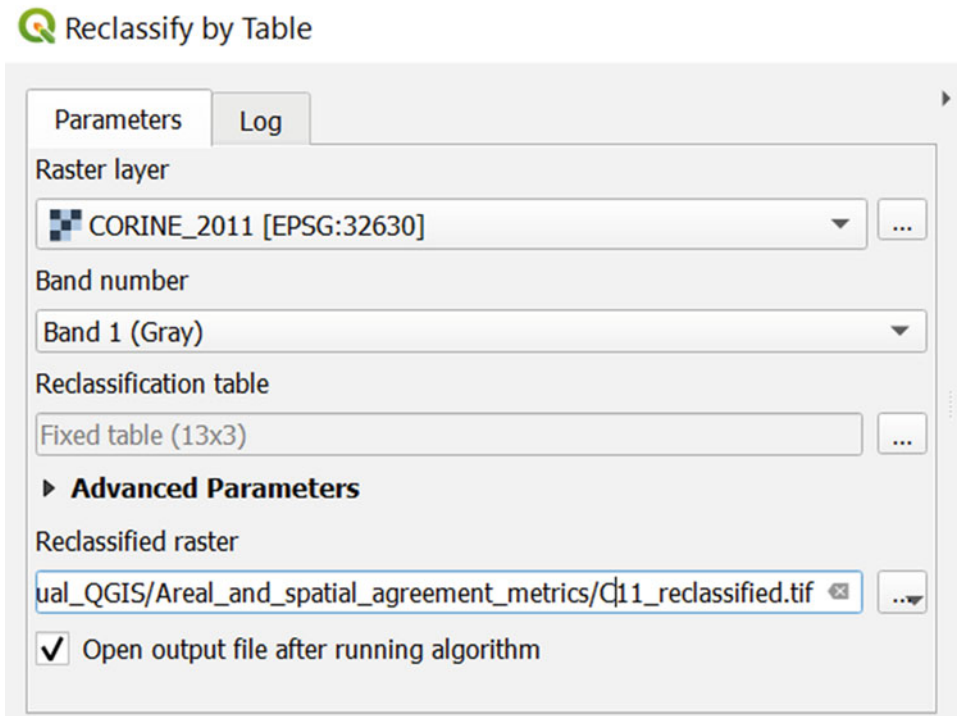 Reclassify by Table
Parameters
Log
Raster layer
CORINE_2011 [EPSG:32630]
...
Band number
Band 1 (Gray)
Reclassification table
Fixed table (13x3)
...
Advanced Parameters
Reclassified raster
ual_QGIS/Areal_and_spatial_agreement_metrics/C11_reclassified.tif
...
Open output file after running algorithm